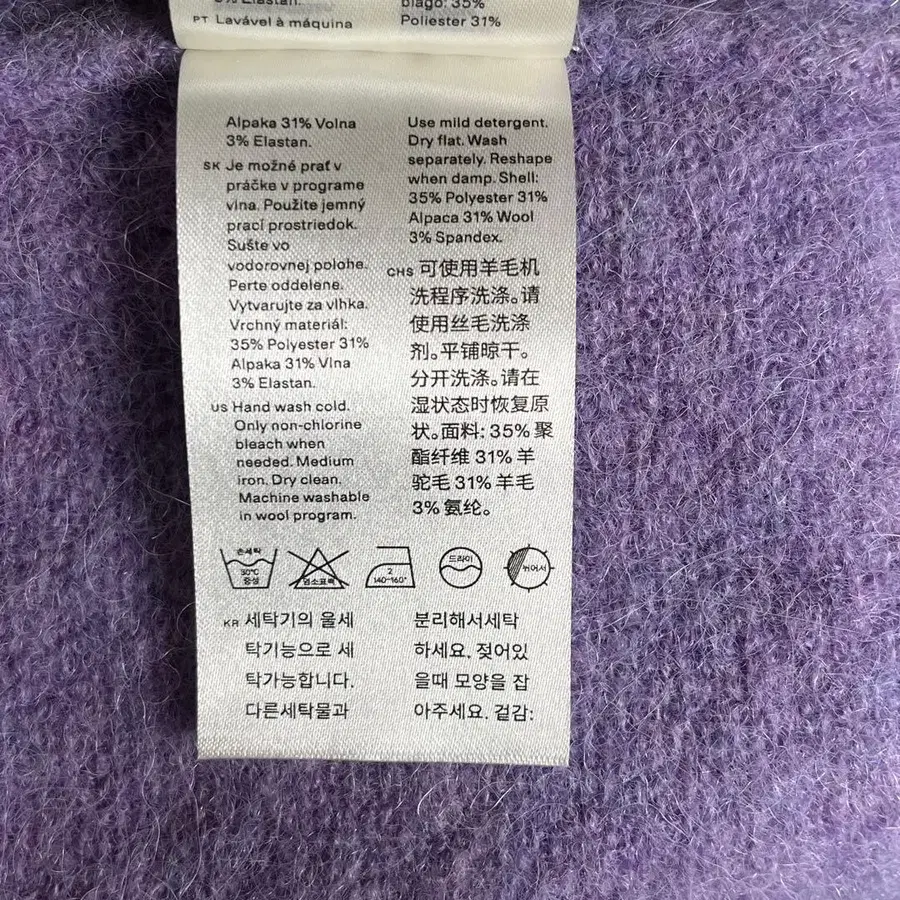 PT Lavável à máquina
blago: 35%
Poliester 31%
Alpaka 31% Volna
3% Elastan.
SK Je možné prať v
práčke v programe
vlna. Použite jemný
prací prostriedok.
Sušte vo
vodorovnej polohe.
Perte oddelene.
Vytvarujte za vlhka.
Vrchný materiál:
35% Polyester 31%
Alpaka 31% Vlna
3% Elastan.
US Hand wash cold.
Only non-chlorine
bleach when
needed. Medium
iron. Dry clean.
Machine washable
in wool program.
Use mild detergent.
Dry flat. Wash
separately. Reshape
when damp. Shell:
35% Polyester 31%
Alpaca 31% Wool
3% Spandex.
CHS 可使用羊毛机
洗程序洗涤。请
使用丝毛洗涤
剂。平铺晾干。
分开洗涤。请在
湿状态时恢复原
状。面料: 35% 聚
酯纤维 31% 羊
驼毛 31% 羊毛
3% 氨纶。
손세탁
30℃
중성
염소표백
2
140-160°
드라이
뉘어서
KR 세탁기의 울세
탁기능으로 세
탁가능합니다.
다른세탁물과
분리해서세탁
하세요. 젖어있
을때 모양을 잡
아주세요. 겉감: